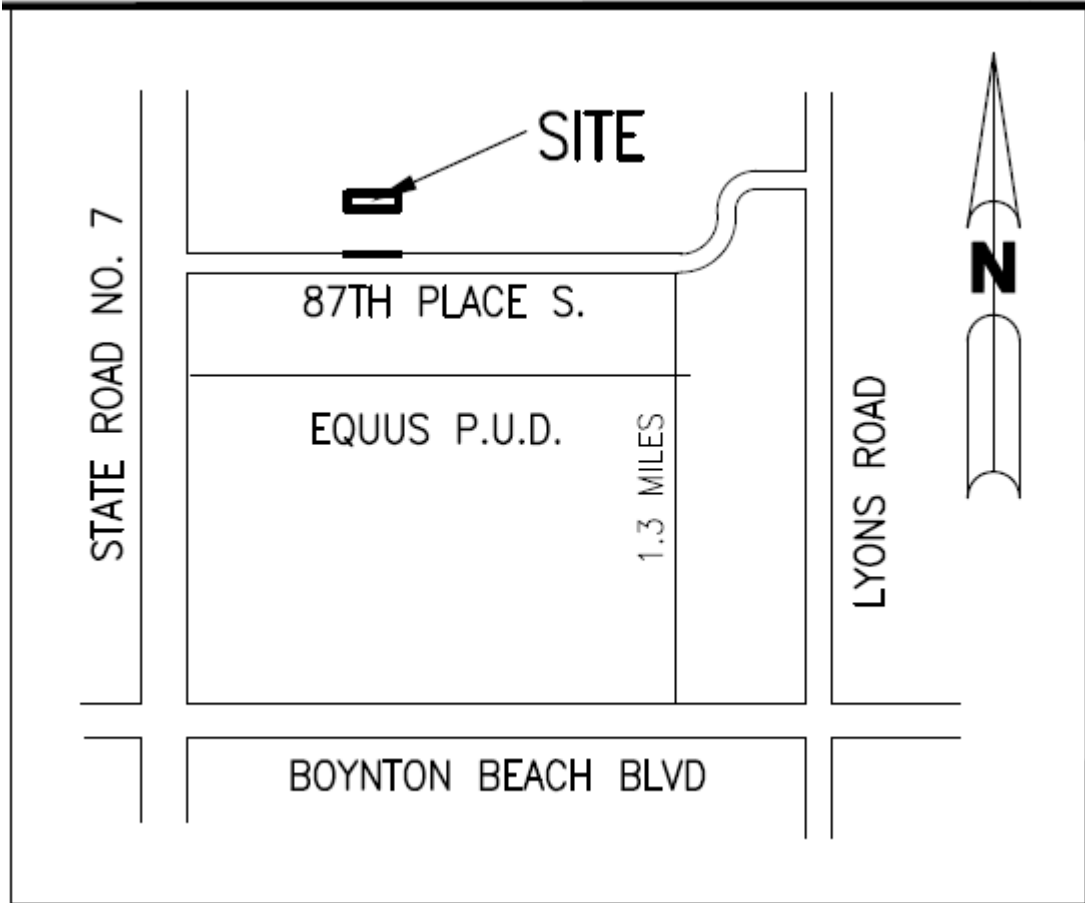 SITE
N
STATE ROAD NO. 7
87TH PLACE S.
EQUUS P.U.D.
1.3 MILES
LYONS ROAD
BOYNTON BEACH BLVD